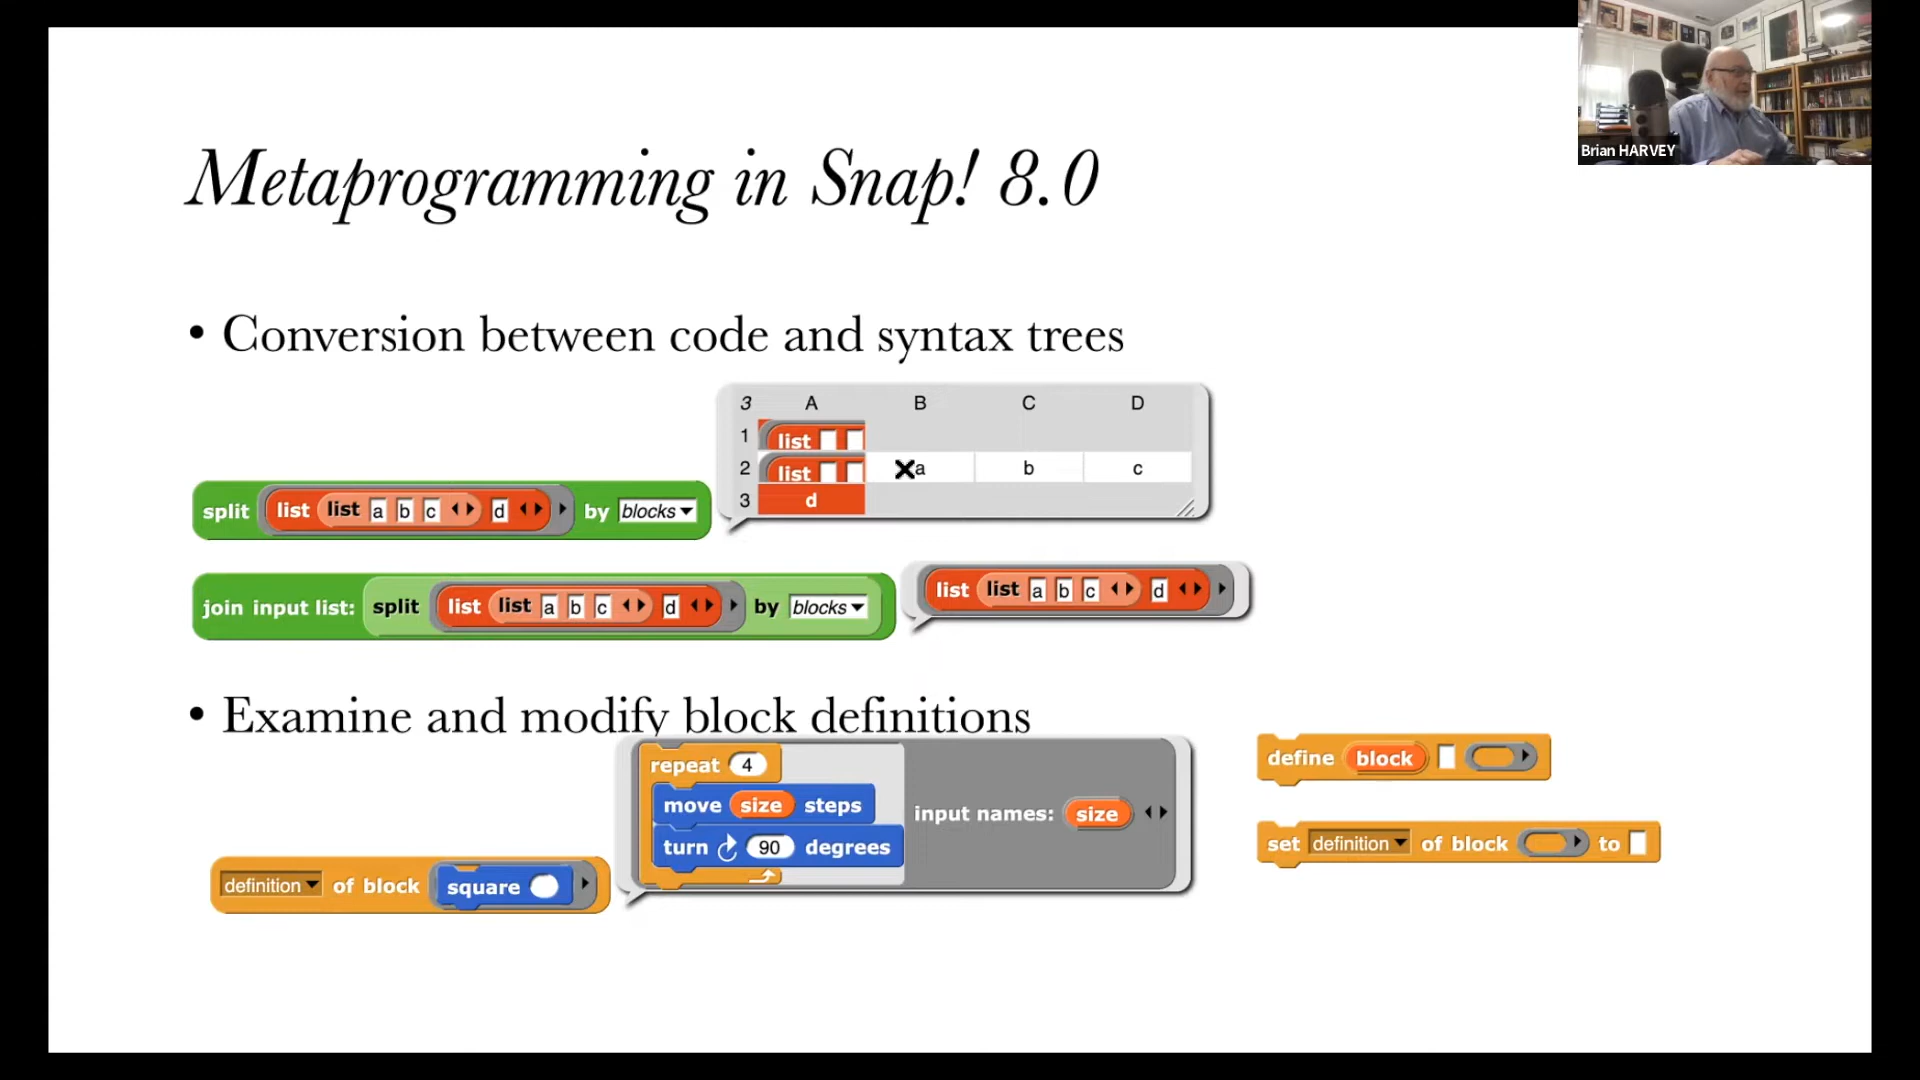 Brian HARVEY
Metaprogramming in Snap! 8.0
• Conversion between code and syntax trees
3 A B C D
1 list
2 list a b c
3 d
split list list a b c d by blocks
join input list: split list list a b c d by blocks
list list a b c d
• Examine and modify block definitions
repeat 4
move size steps
turn 90 degrees
input names: size
definition of block square
define block
set definition of block to